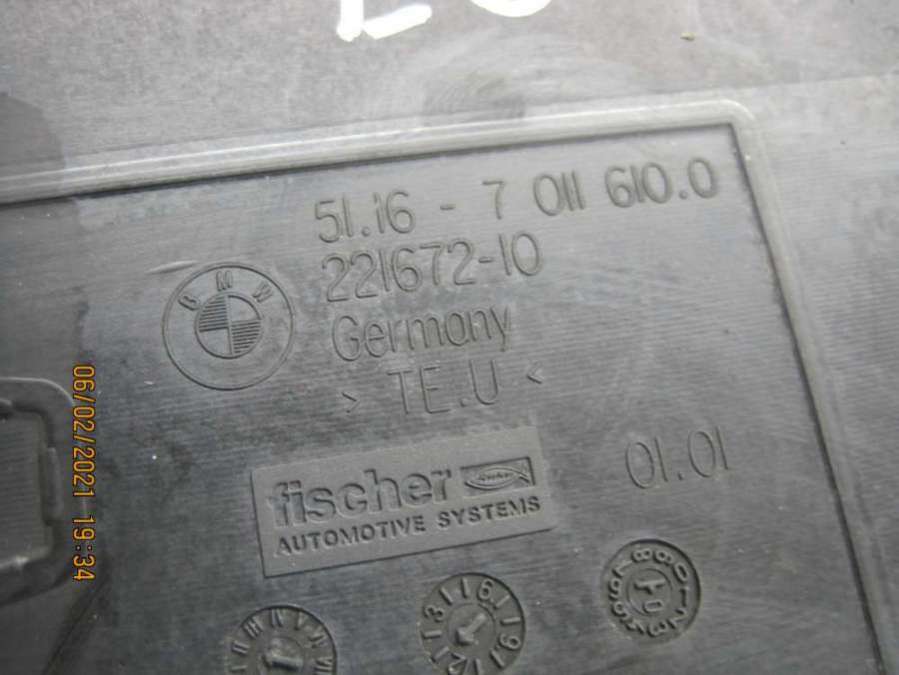 51.16 - 7 011 610.0
221672-10
BMW
Germany
> TE.U <
01.01
fischer
AUTOMOTIVE SYSTEMS
06/02/2021 19:34